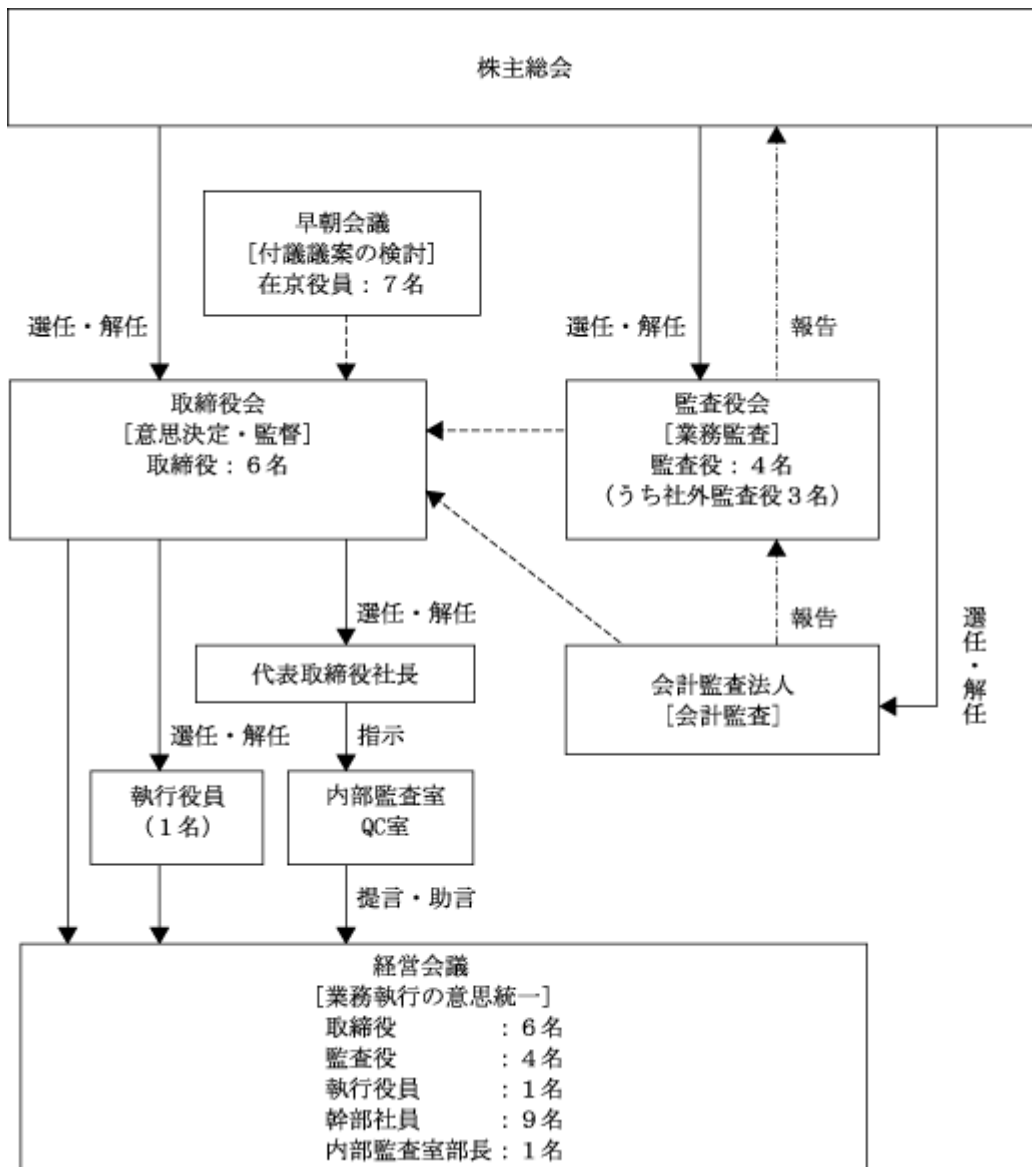 株主総会
早朝会議
[付議議案の検討]
在京役員：７名
選任・解任
選任・解任
報告
取締役会
[意思決定・監督]
取締役：６名
監査役会
[業務監査]
監査役：４名
(うち社外監査役３名)
選任・解任
報告
選任・解任
代表取締役社長
会計監査法人
[会計監査]
選任・解任
指示
執行役員
(１名)
内部監査室
QC室
提言・助言
経営会議
[業務執行の意思統一]
取締役　　　　：６名
監査役　　　　：４名
執行役員　　　：１名
幹部社員　　　：９名
内部監査室部長：１名